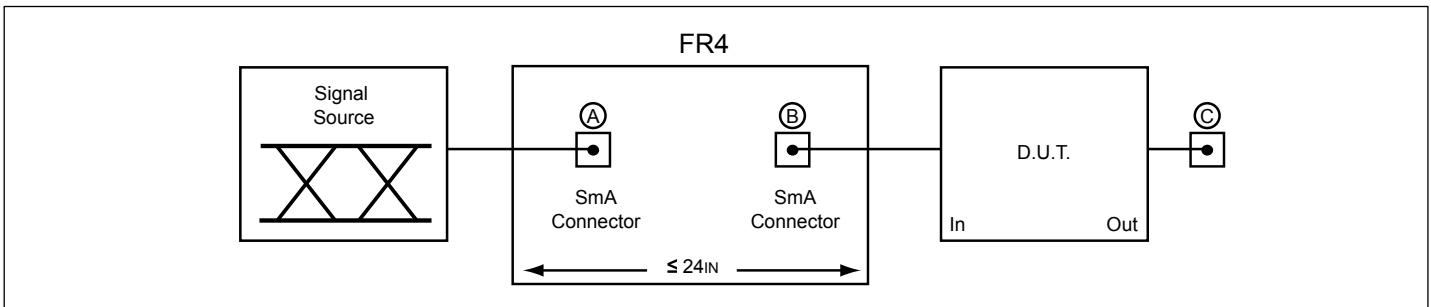 FR4
Signal
Source
A
B
C
D.U.T.
SmA
Connector
SmA
Connector
In
Out
≤ 24IN